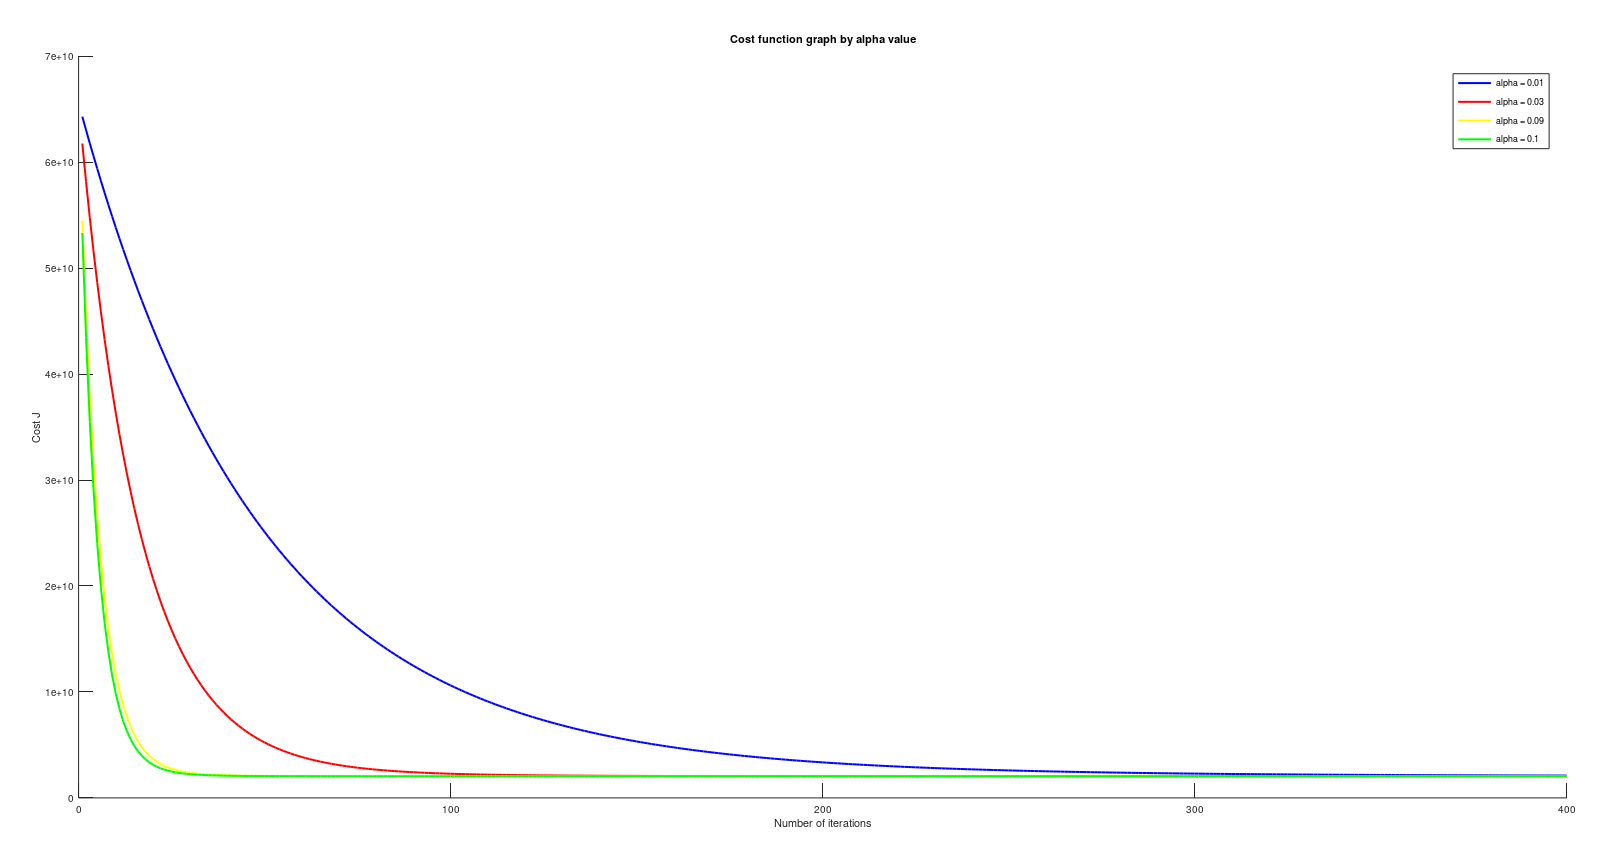 Cost function graph by alpha value
7e+10
6e+10
5e+10
4e+10
3e+10
2e+10
1e+10
0
Cost J
alpha = 0.01
alpha = 0.03
alpha = 0.09
alpha = 0.1
0
100
200
300
400
Number of iterations